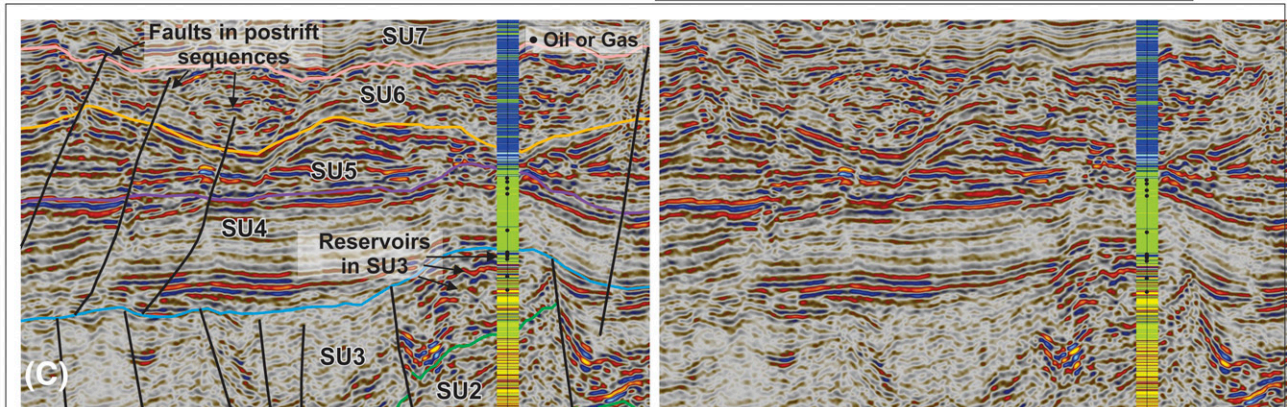 Faults in postrift
sequences
SU7
• Oil or Gas
SU6
SU5
SU4
Reservoirs
in SU3
SU3
SU2
(C)